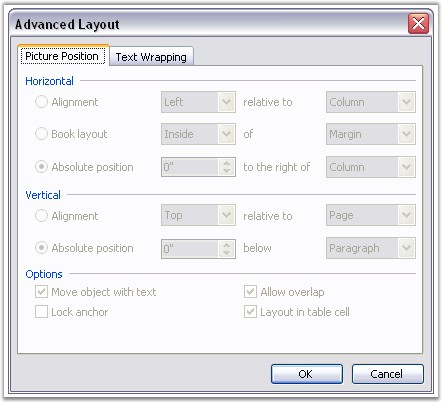 Advanced Layout
Picture Position Text Wrapping
Horizontal
Alignment Left relative to Column
Book layout Inside of Margin
Absolute position 0" to the right of Column
Vertical
Alignment Top relative to Page
Absolute position 0" below Paragraph
Options
Move object with text Allow overlap
Lock anchor Layout in table cell
OK Cancel